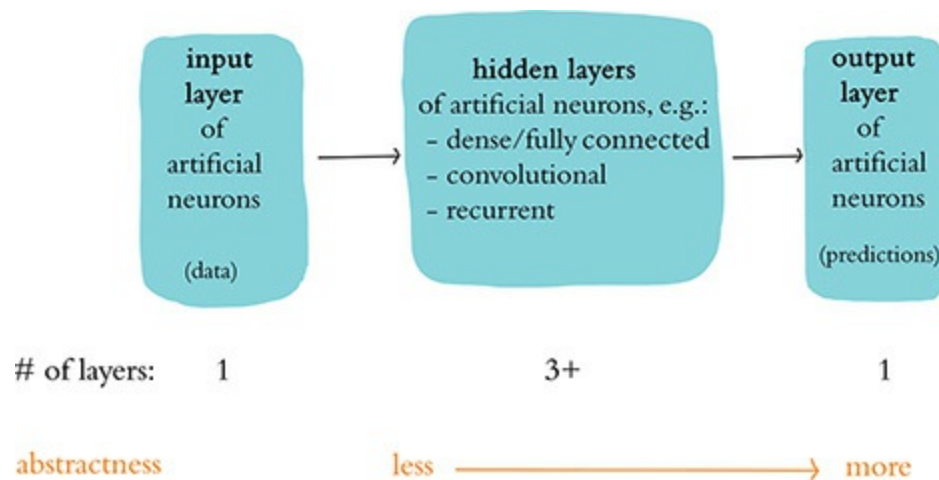 input
layer
of
artificial
neurons
(data)
hidden layers
of artificial neurons, e.g.:
- dense/fully connected
- convolutional
- recurrent
output
layer
of
artificial
neurons
(predictions)
# of layers: 1 3+ 1
abstractness less more